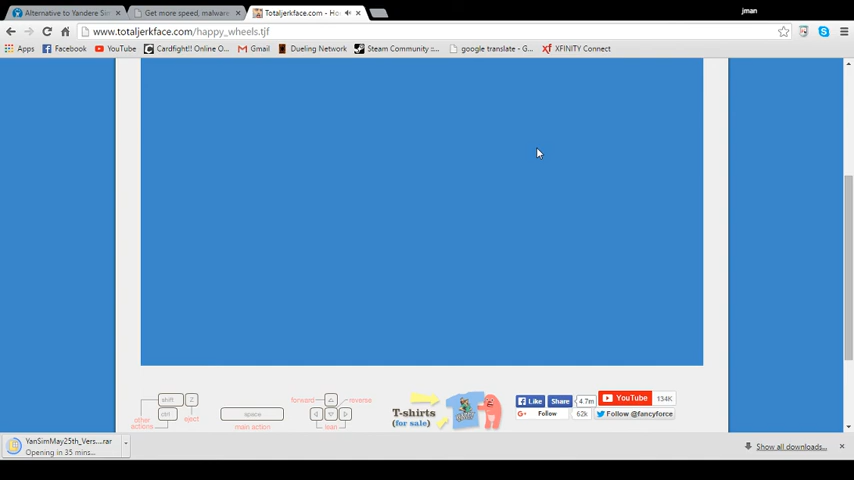 jman
Alternative to Yandere Sim
Get more speed, malware
Totaljerkface.com - Ho
www.totaljerkface.com/happy_wheels.tjf
Apps Facebook YouTube Cardfight!! Online O... Gmail Dueling Network Steam Community ::... google translate - G... XFINITY Connect
shift Z
ctrl
other actions
eject
space
main action
forward
reverse
lean
T-shirts
(for sale)
Like Share 4.7m
YouTube 134K
Follow 62k
Follow @fancyforce
YanSimMay25th_Vers....rar
Opening in 35 mins...
Show all downloads...